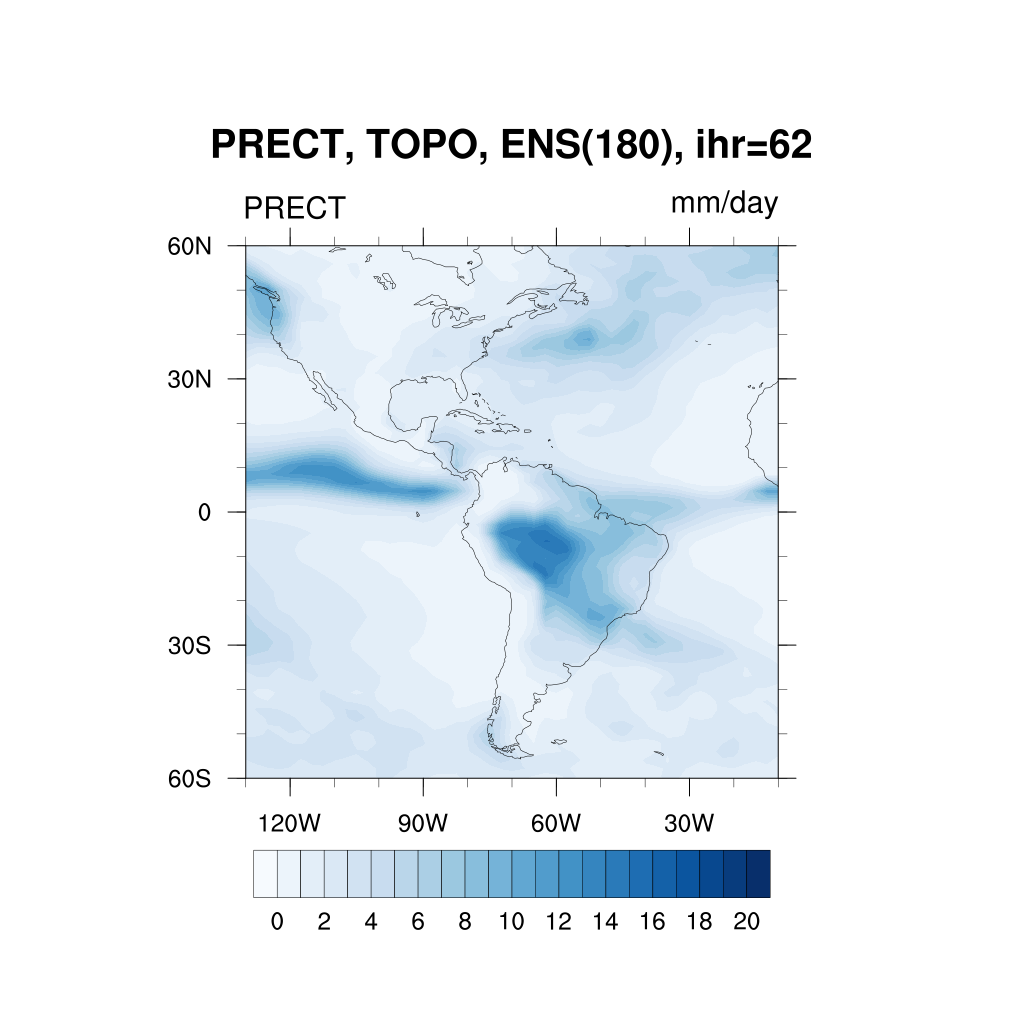 PRECT, TOPO, ENS(180), ihr=62
PRECT mm/day
60N
30N
0
30S
60S
120W 90W 60W 30W
0 2 4 6 8 10 12 14 16 18 20